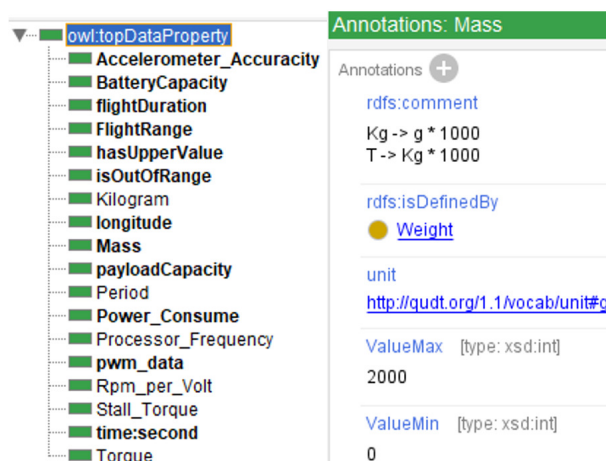 owl:topDataProperty
Accelerometer_Accuracity
BatteryCapacity
flightDuration
FlightRange
hasUpperValue
isOutOfRange
Kilogram
longitude
Mass
payloadCapacity
Period
Power_Consume
Processor_Frequency
pwm_data
Rpm_per_Volt
Stall_Torque
time:second
Torque
Annotations: Mass
Annotations
rdfs:comment
Kg -> g * 1000
T -> Kg * 1000
rdfs:isDefinedBy
Weight
unit
http://qudt.org/1.1/vocab/unit#g
ValueMax [type: xsd:int]
2000
ValueMin [type: xsd:int]
0